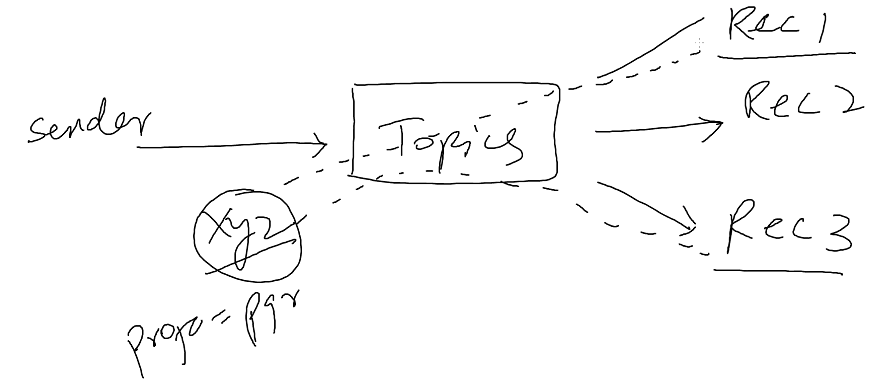 sender
Topics
Rec 1
Rec 2
Rec 3
xyz
prop = pqr